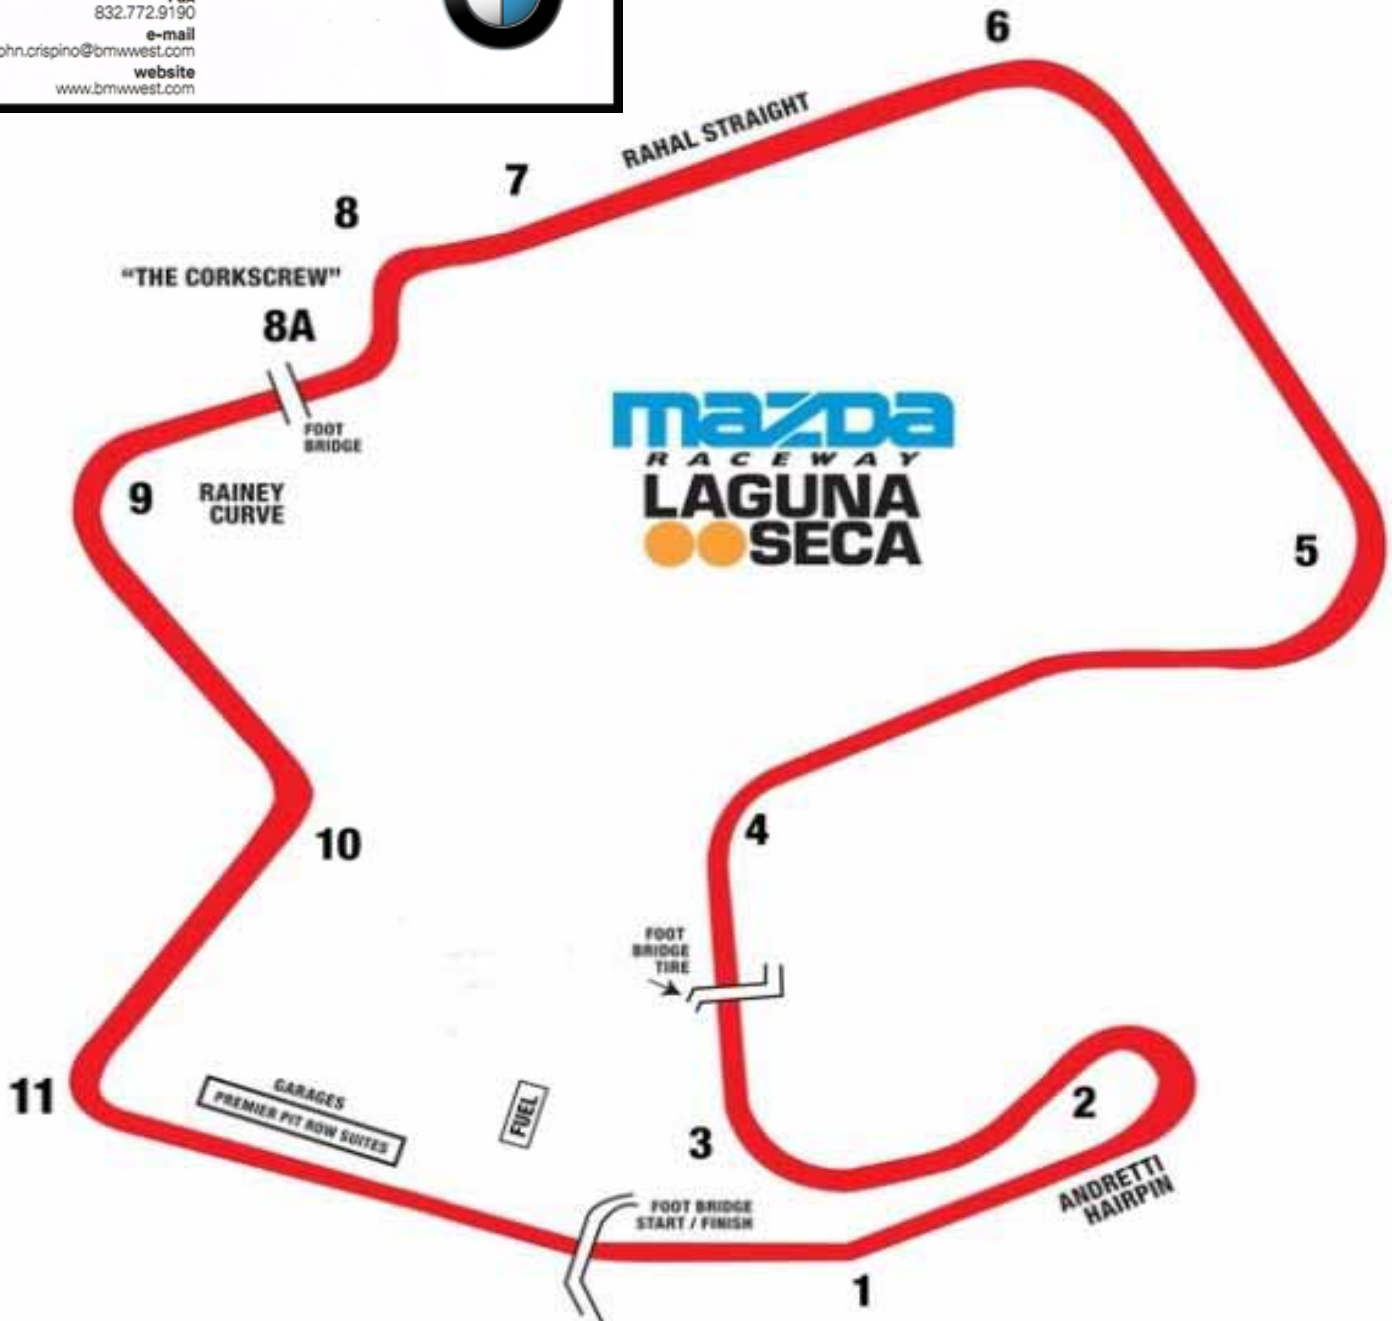 832.772.9190
e-mail
ohn.crispino@bmwwest.com
website
www.bmwwest.com
6
RAHAL STRAIGHT
7
8
"THE CORKSCREW"
8A
FOOT
BRIDGE
mazda
RACEWAY
LAGUNA
SECA
9
RAINEY
CURVE
5
4
10
FOOT
BRIDGE
TIRE
11
GARAGES
PREMIER PIT ROW SUITES
FUEL
3
2
ANDRETTI
HAIRPIN
FOOT BRIDGE
START / FINISH
1